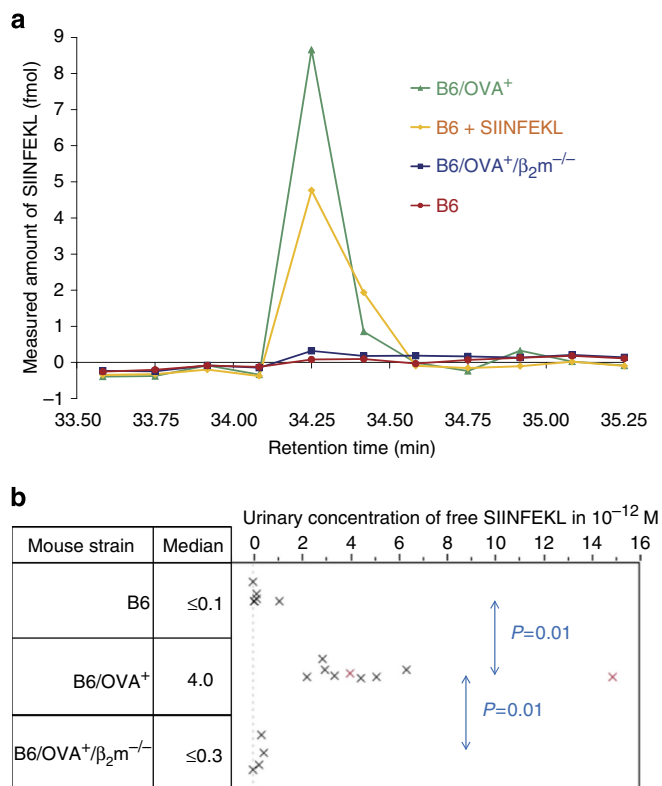 a
Measured amount of SIINFEKL (fmol)
9
8
7
6
5
4
3
2
1
0
–1
B6/OVA⁺
B6 + SIINFEKL
B6/OVA⁺/β₂m⁻/⁻
B6
33.50 33.75 34.00 34.25 34.50 34.75 35.00 35.25
Retention time (min)
b
Urinary concentration of free SIINFEKL in 10⁻¹² M
Mouse strain Median
0 2 4 6 8 10 12 14 16
B6 ≤0.1
P=0.01
B6/OVA⁺ 4.0
P=0.01
B6/OVA⁺/β₂m⁻/⁻ ≤0.3